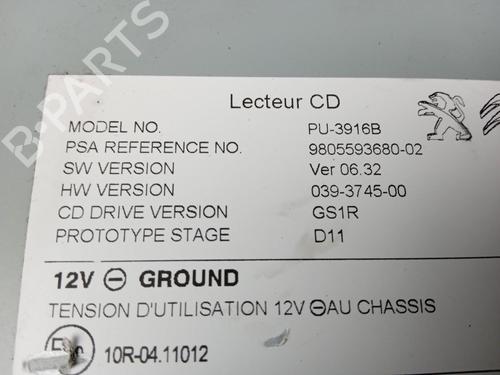 Lecteur CD
MODEL NO. PU-3916B
PSA REFERENCE NO. 9805593680-02
SW VERSION Ver 06.32
HW VERSION 039-3745-00
CD DRIVE VERSION GS1R
PROTOTYPE STAGE D11
12V ⊖ GROUND
TENSION D'UTILISATION 12V ⊖AU CHASSIS
10R-04.11012